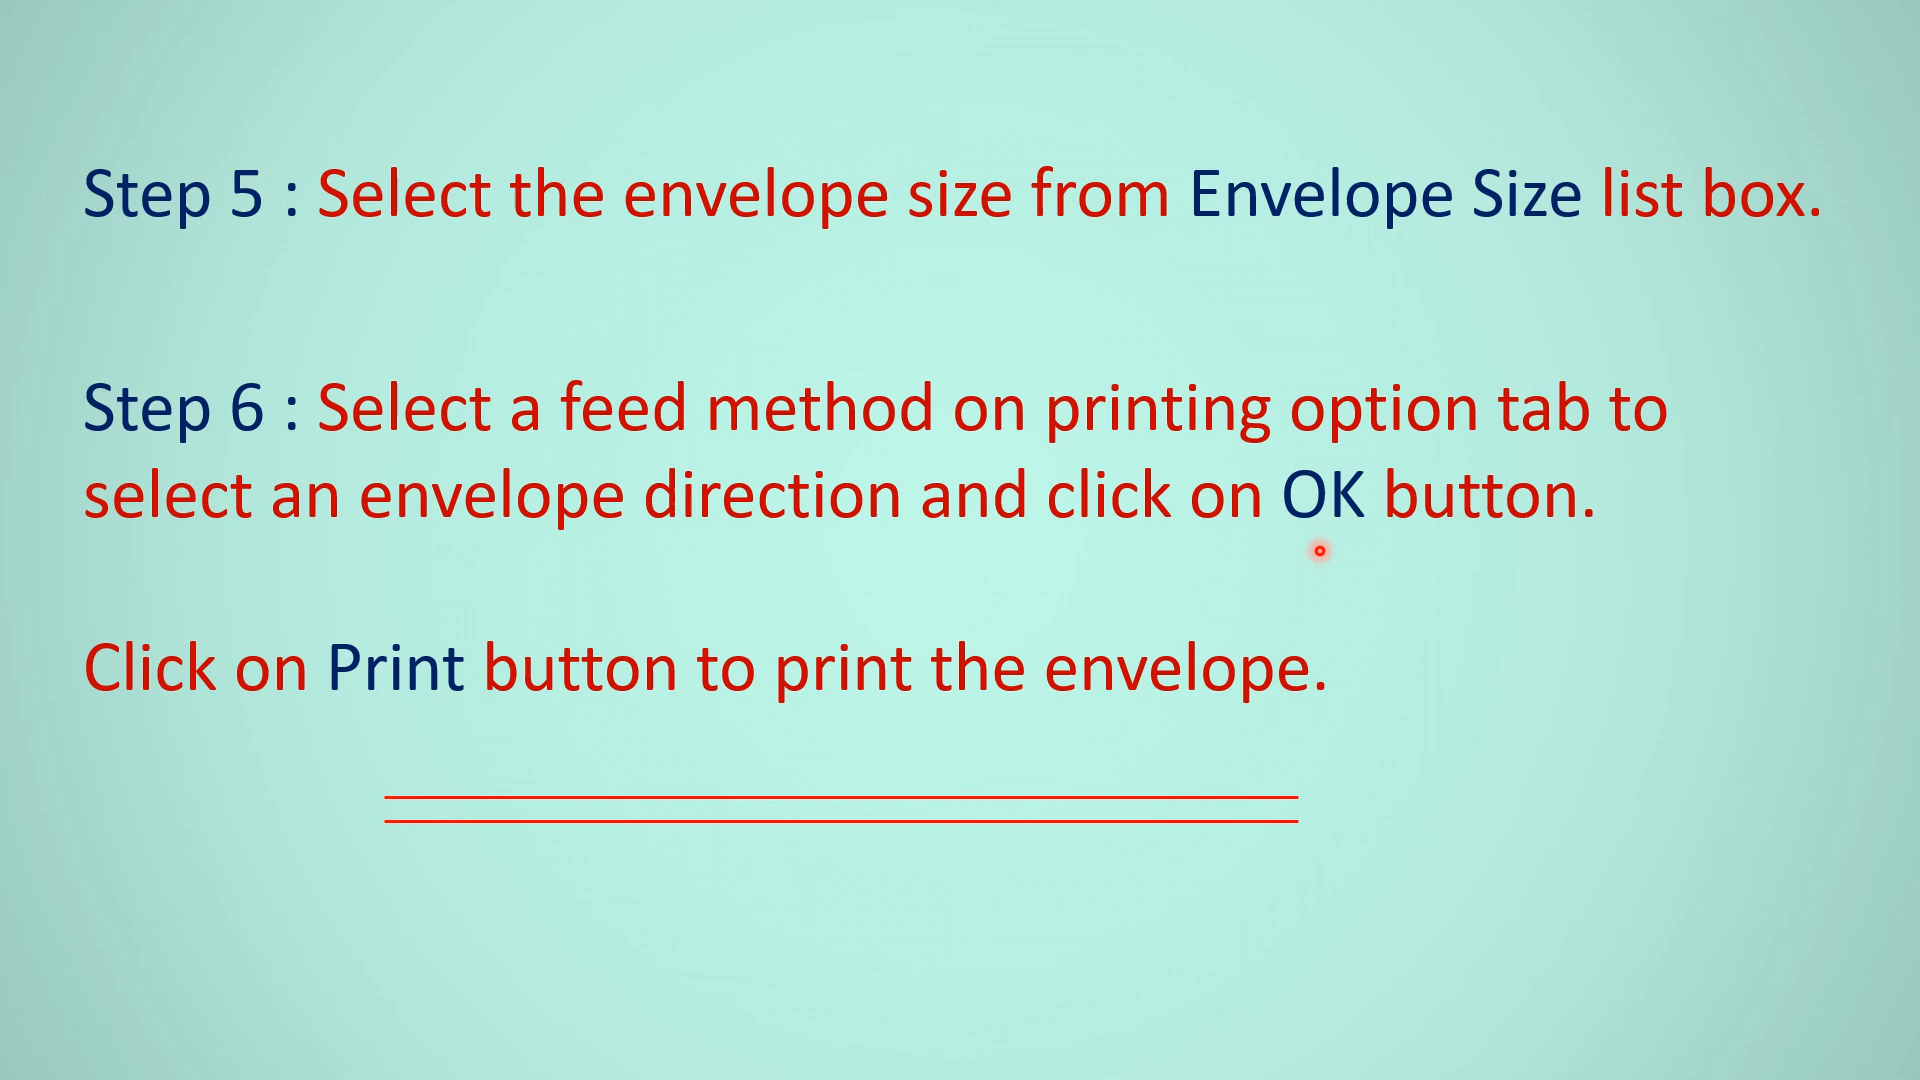 Step 5 : Select the envelope size from Envelope Size list box.
Step 6 : Select a feed method on printing option tab to
select an envelope direction and click on OK button.
Click on Print button to print the envelope.